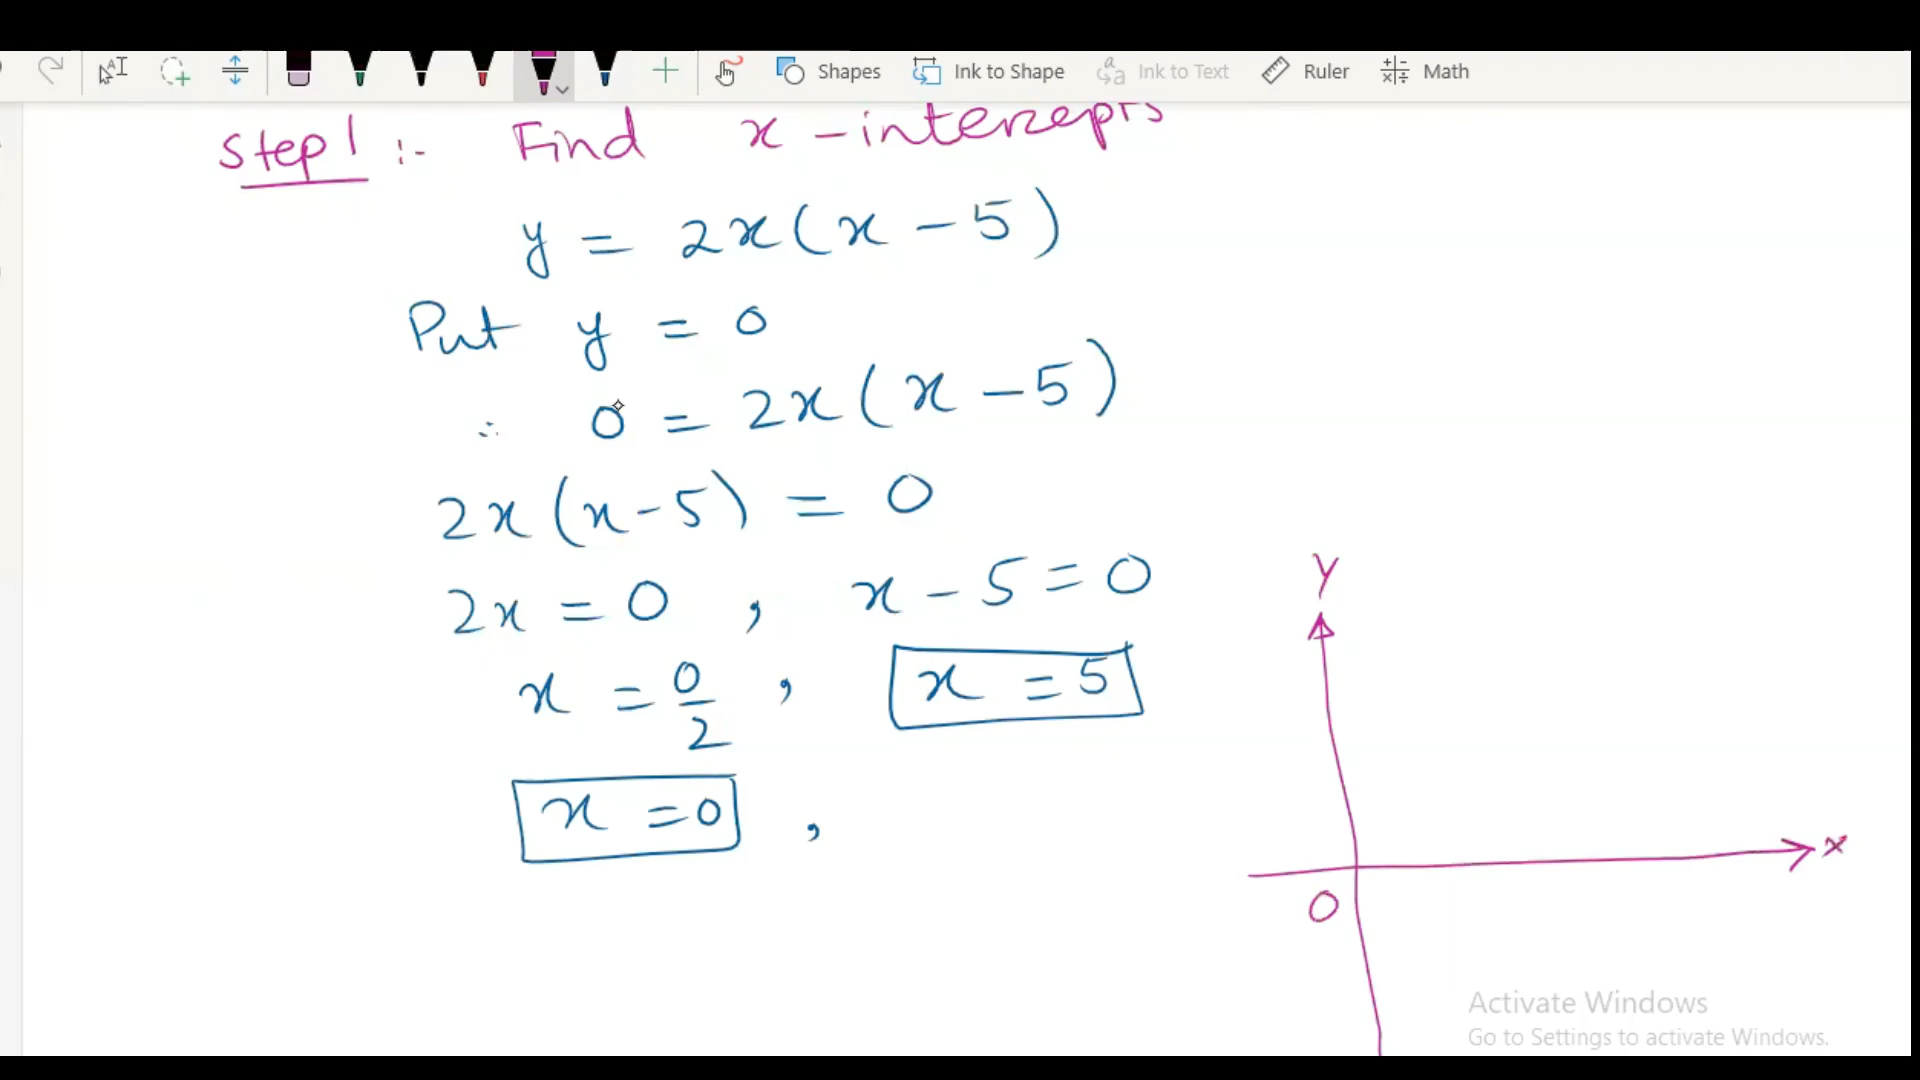 Shapes Ink to Shape Ink to Text Ruler Math
Step 1 :- Find x-intercepts
y = 2x(x-5)
Put y = 0
∴ 0 = 2x(x-5)
2x(x-5) = 0
2x = 0 , x-5=0
x = 0/2 , x = 5
x = 0 ,
Y
X
O
Activate Windows
Go to Settings to activate Windows.